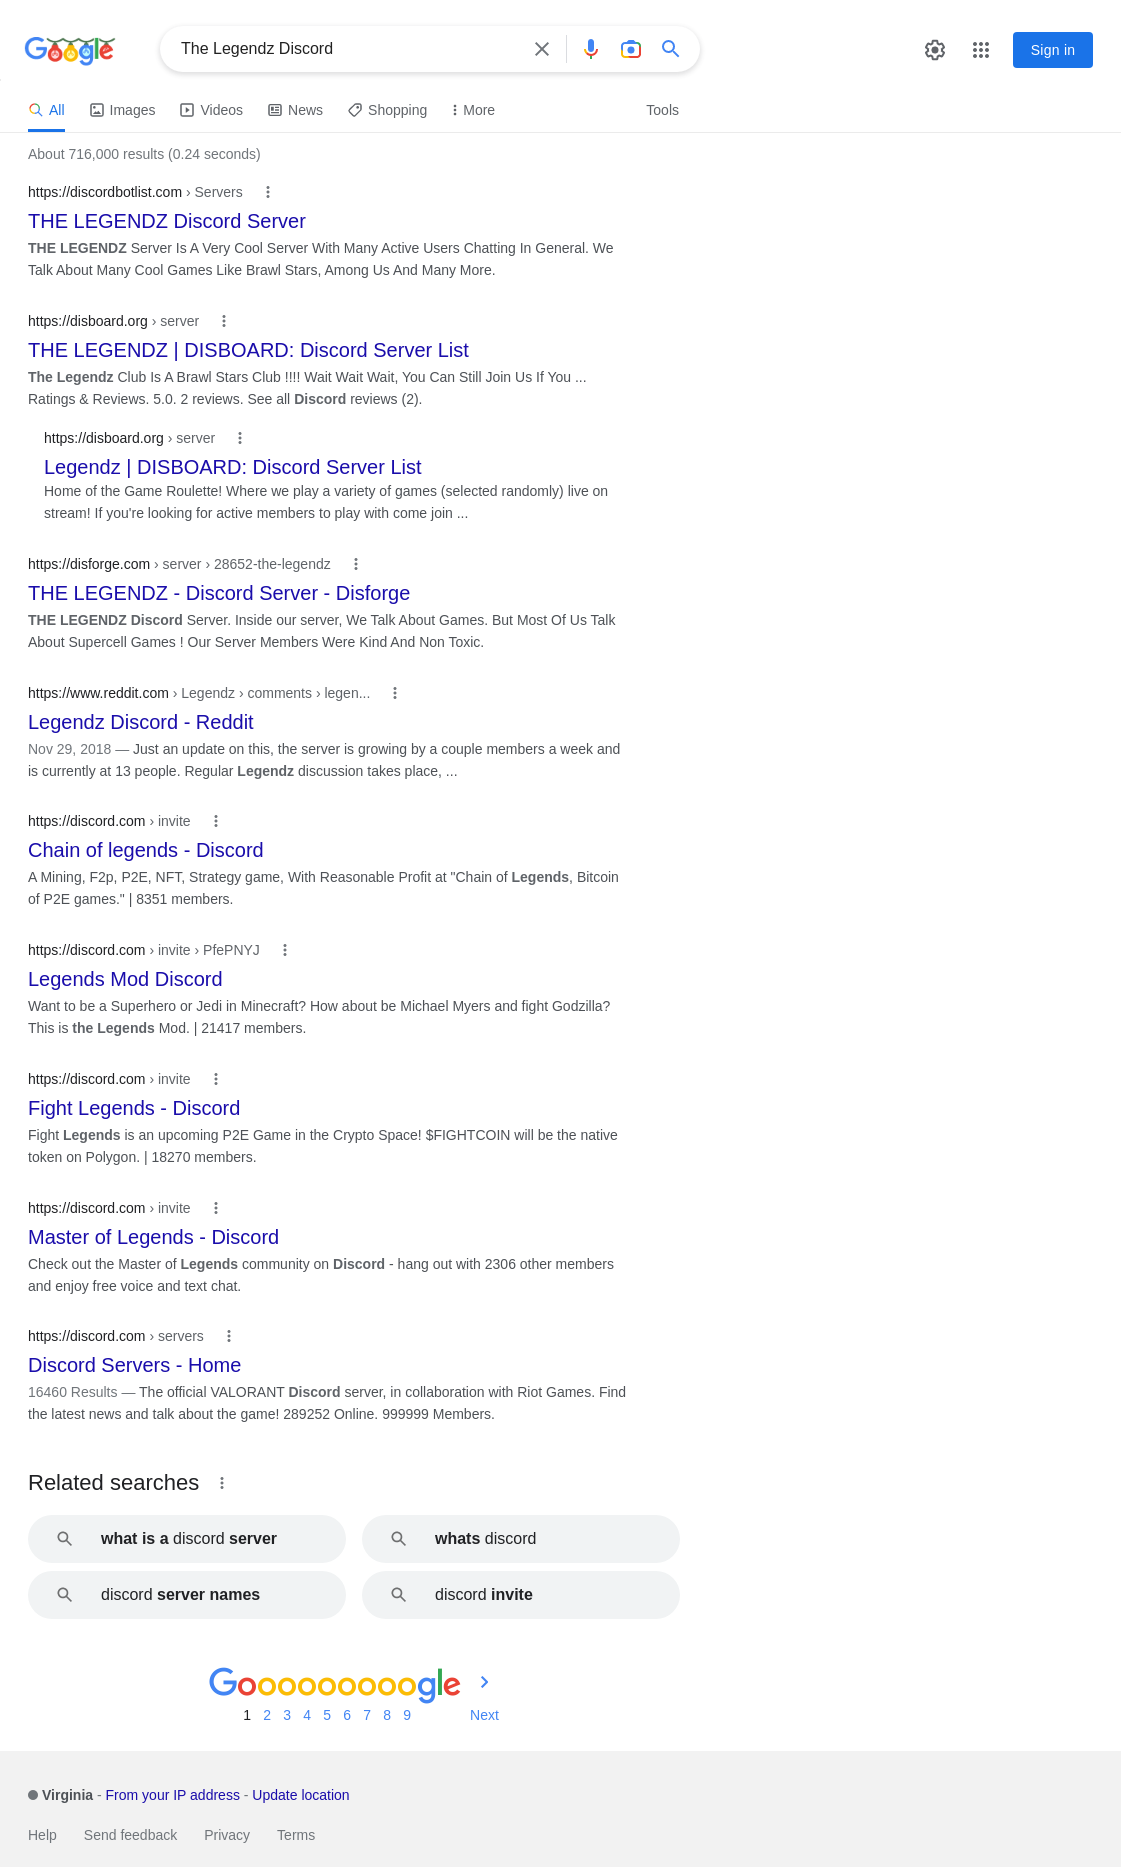 Google
The Legendz Discord
Sign in
All Images Videos News Shopping More Tools
About 716,000 results (0.24 seconds)
https://discordbotlist.com › Servers
THE LEGENDZ Discord Server
THE LEGENDZ Server Is A Very Cool Server With Many Active Users Chatting In General. We
Talk About Many Cool Games Like Brawl Stars, Among Us And Many More.
https://disboard.org › server
THE LEGENDZ | DISBOARD: Discord Server List
The Legendz Club Is A Brawl Stars Club !!!! Wait Wait Wait, You Can Still Join Us If You ...
Ratings & Reviews. 5.0. 2 reviews. See all Discord reviews (2).
https://disboard.org › server
Legendz | DISBOARD: Discord Server List
Home of the Game Roulette! Where we play a variety of games (selected randomly) live on
stream! If you're looking for active members to play with come join ...
https://disforge.com › server › 28652-the-legendz
THE LEGENDZ - Discord Server - Disforge
THE LEGENDZ Discord Server. Inside our server, We Talk About Games. But Most Of Us Talk
About Supercell Games ! Our Server Members Were Kind And Non Toxic.
https://www.reddit.com › Legendz › comments › legen...
Legendz Discord - Reddit
Nov 29, 2018 — Just an update on this, the server is growing by a couple members a week and
is currently at 13 people. Regular Legendz discussion takes place, ...
https://discord.com › invite
Chain of legends - Discord
A Mining, F2p, P2E, NFT, Strategy game, With Reasonable Profit at "Chain of Legends, Bitcoin
of P2E games." | 8351 members.
https://discord.com › invite › PfePNYJ
Legends Mod Discord
Want to be a Superhero or Jedi in Minecraft? How about be Michael Myers and fight Godzilla?
This is the Legends Mod. | 21417 members.
https://discord.com › invite
Fight Legends - Discord
Fight Legends is an upcoming P2E Game in the Crypto Space! $FIGHTCOIN will be the native
token on Polygon. | 18270 members.
https://discord.com › invite
Master of Legends - Discord
Check out the Master of Legends community on Discord - hang out with 2306 other members
and enjoy free voice and text chat.
https://discord.com › servers
Discord Servers - Home
16460 Results — The official VALORANT Discord server, in collaboration with Riot Games. Find
the latest news and talk about the game! 289252 Online. 999999 Members.
Related searches
what is a discord server
whats discord
discord server names
discord invite
Goooooooooogle
1 2 3 4 5 6 7 8 9 Next
Virginia - From your IP address - Update location
Help Send feedback Privacy Terms